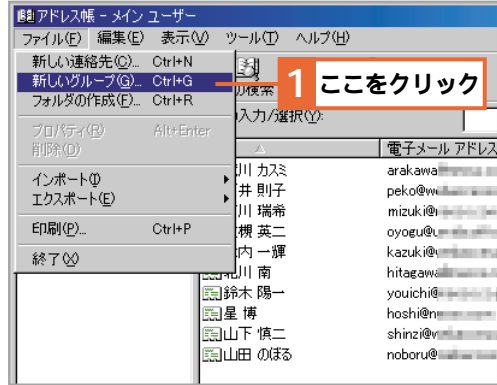 アドレス帳 - メイン ユーザー
ファイル(F) 編集(E) 表示(V) ツール(T) ヘルプ(H)
新しい連絡先(C)... Ctrl+N
新しいグループ(G)... Ctrl+G
フォルダの作成(F)... Ctrl+R
プロパティ(R) Alt+Enter
削除(D)
インポート(I)
エクスポート(E)
印刷(P)... Ctrl+P
終了(X)
1 ここをクリック
の検索
入力/選択(Y):
電子メール アドレス
川 カスミ arakawa
井 則子 peko@w
川 瑞希 mizuki@
槻 英二 oyogu@
内 一輝 kazuki@
川 南 hitagawa
鈴木 陽一 youichi@
星 博 hoshi@n
山下 慎二 shinzi@
山田 のぼる noboru@